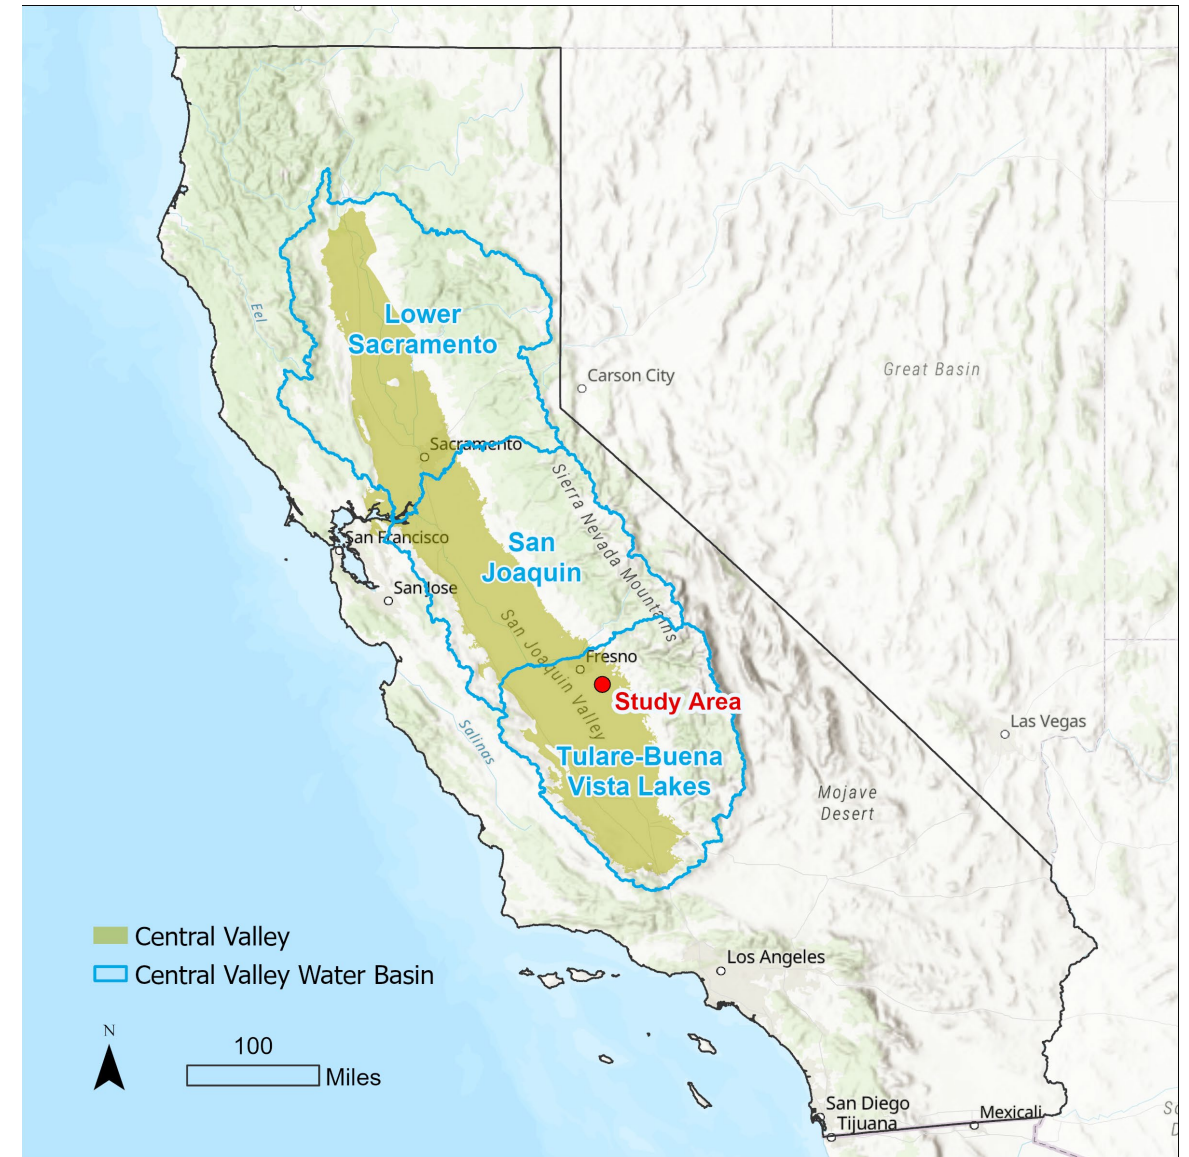 Lower
Sacramento
Eel
Carson City
Great Basin
Sacramento
Sierra Nevada Mountains
San Francisco
San
Joaquin
San Jose
San Joaquin Valley
Fresno
Study Area
Salinas
Las Vegas
Tulare-Buena
Vista Lakes
Mojave
Desert
Central Valley
Central Valley Water Basin
Los Angeles
N
100
Miles
San Diego
Mexicali
Tijuana